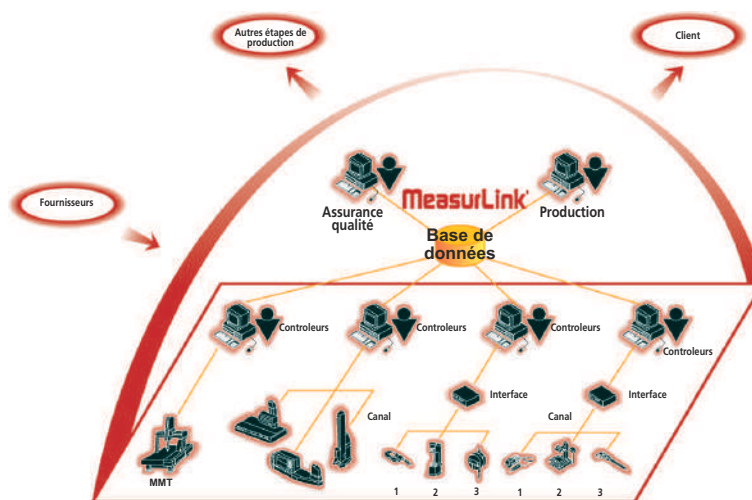 Autres étapes de
production
Client
Fournisseurs
MeasurLink
Assurance
qualité
Production
Base de
données
Controleurs
Controleurs
Controleurs
Controleurs
Interface
Interface
Canal
Canal
MMT
1
2
3
1
2
3